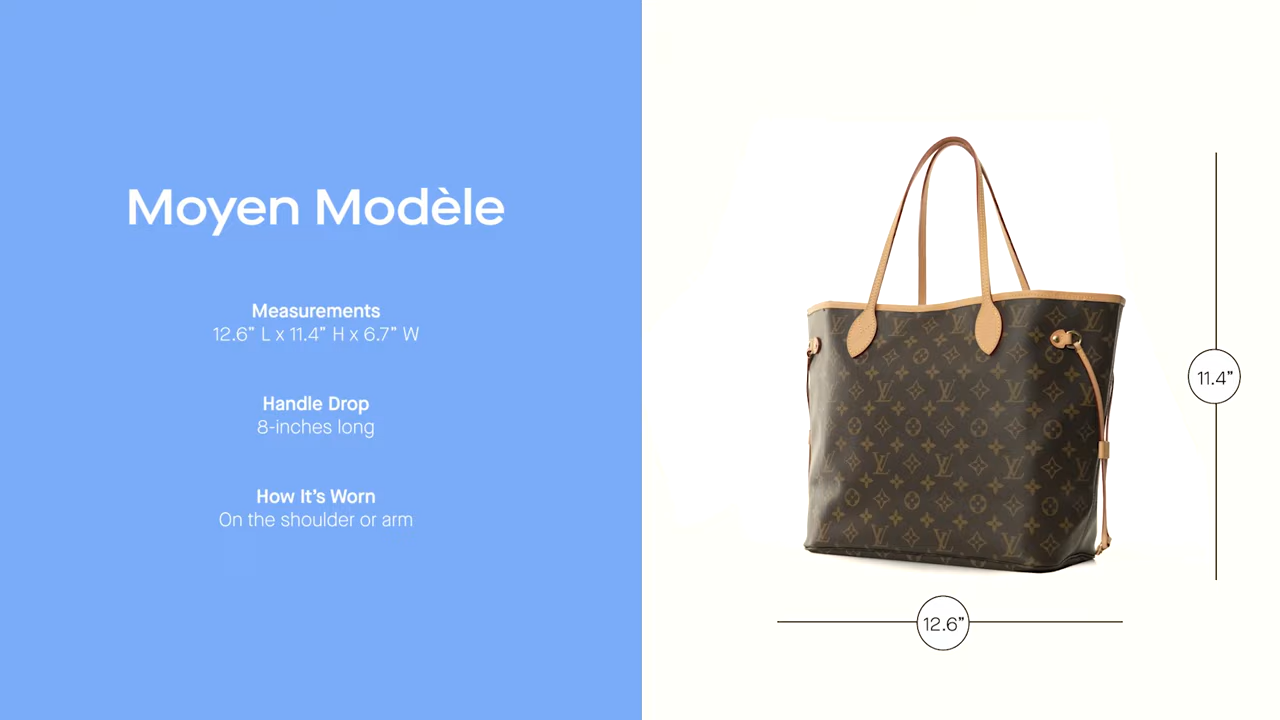 Moyen Modèle
Measurements
12.6” L x 11.4” H x 6.7” W
Handle Drop
8-inches long
How It’s Worn
On the shoulder or arm
11.4”
12.6”